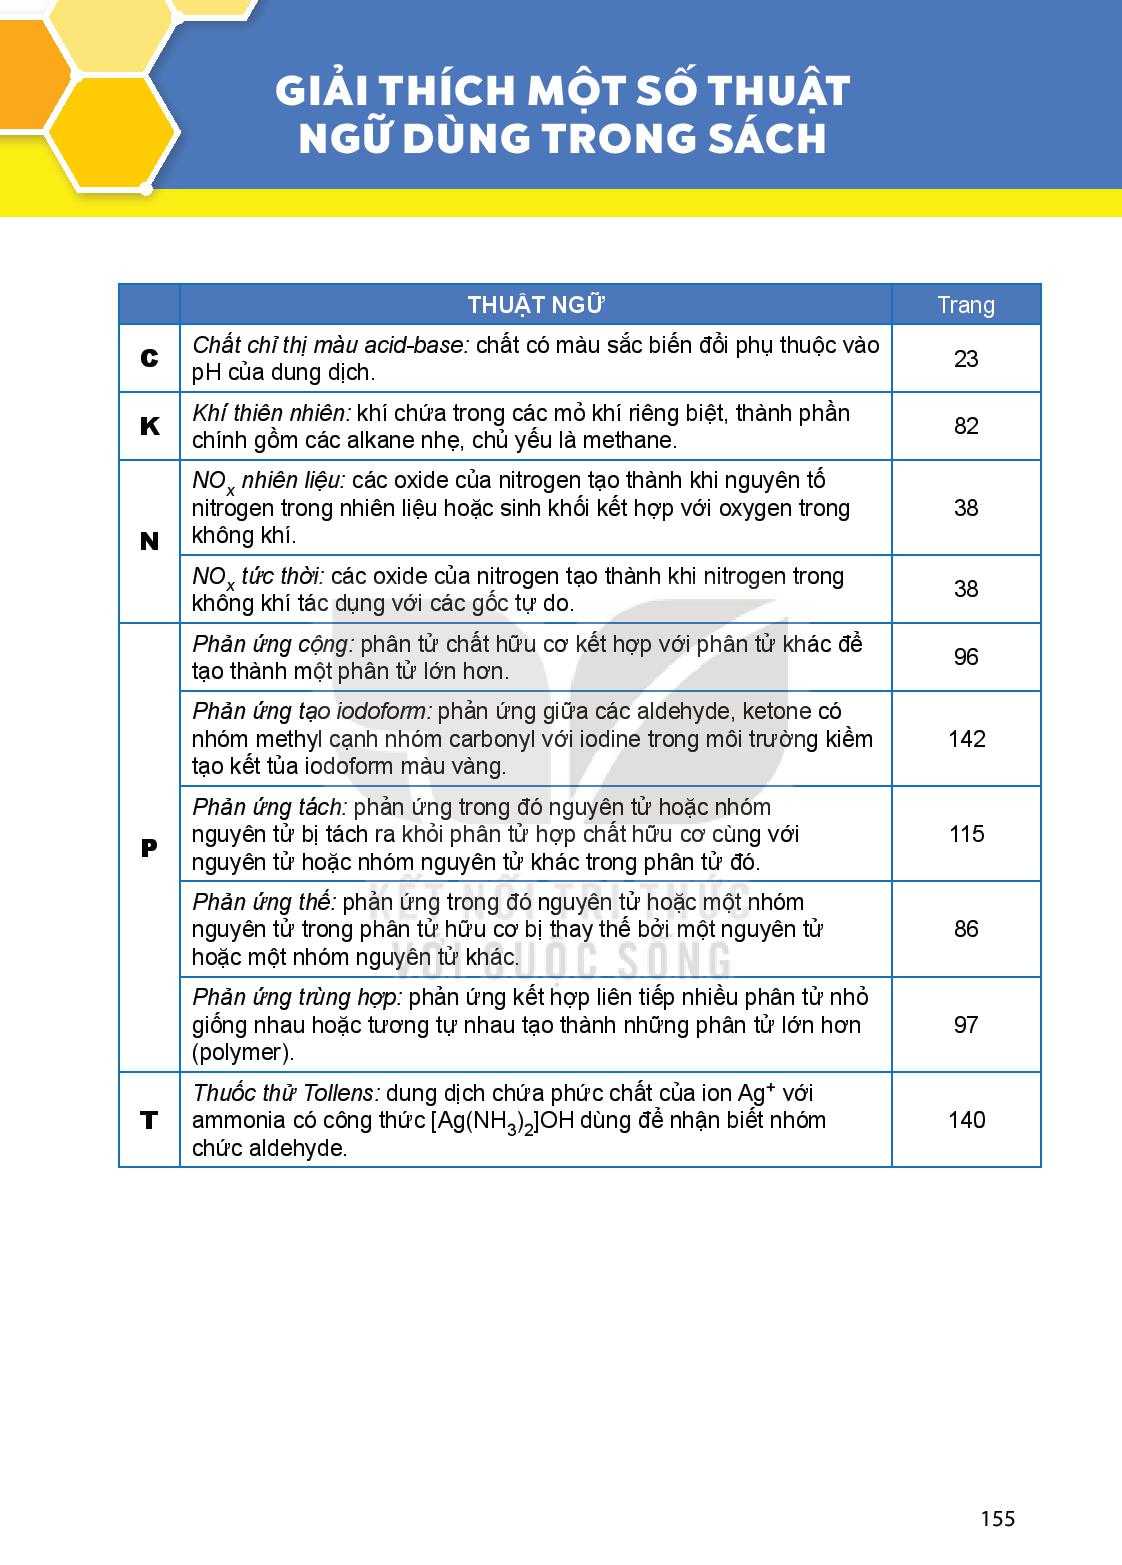 GIẢI THÍCH MỘT SỐ THUẬT
NGỮ DÙNG TRONG SÁCH
THUẬT NGỮ Trang
C
Chất chỉ thị màu acid-base: chất có màu sắc biến đổi phụ thuộc vào
pH của dung dịch.
23
K
Khí thiên nhiên: khí chứa trong các mỏ khí riêng biệt, thành phần
chính gồm các alkane nhẹ, chủ yếu là methane.
82
N
NOₓ nhiên liệu: các oxide của nitrogen tạo thành khi nguyên tố
nitrogen trong nhiên liệu hoặc sinh khối kết hợp với oxygen trong
không khí.
38
NOₓ tức thời: các oxide của nitrogen tạo thành khi nitrogen trong
không khí tác dụng với các gốc tự do.
38
P
Phản ứng cộng: phân tử chất hữu cơ kết hợp với phân tử khác để
tạo thành một phân tử lớn hơn.
96
Phản ứng tạo iodoform: phản ứng giữa các aldehyde, ketone có
nhóm methyl cạnh nhóm carbonyl với iodine trong môi trường kiềm
tạo kết tủa iodoform màu vàng.
142
Phản ứng tách: phản ứng trong đó nguyên tử hoặc nhóm
nguyên tử bị tách ra khỏi phân tử hợp chất hữu cơ cùng với
nguyên tử hoặc nhóm nguyên tử khác trong phân tử đó.
115
Phản ứng thế: phản ứng trong đó nguyên tử hoặc một nhóm
nguyên tử trong phân tử hữu cơ bị thay thế bởi một nguyên tử
hoặc một nhóm nguyên tử khác.
86
Phản ứng trùng hợp: phản ứng kết hợp liên tiếp nhiều phân tử nhỏ
giống nhau hoặc tương tự nhau tạo thành những phân tử lớn hơn
(polymer).
97
T
Thuốc thử Tollens: dung dịch chứa phức chất của ion Ag⁺ với
ammonia có công thức [Ag(NH₃)₂]OH dùng để nhận biết nhóm
chức aldehyde.
140
KẾT NỐI TRI THỨC
VỚI CUỘC SỐNG
155